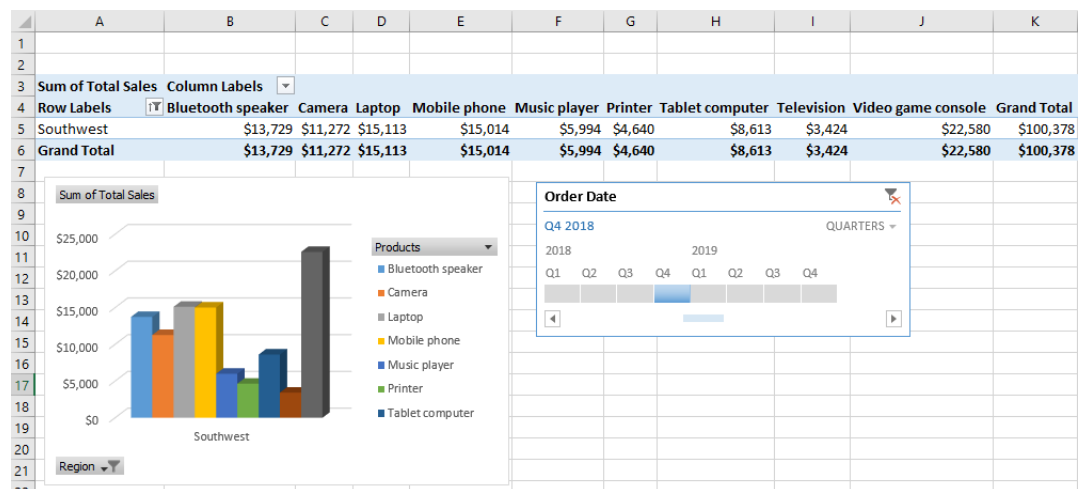 A B C D E F G H I J K
1
2
3 Sum of Total Sales Column Labels
4 Row Labels Bluetooth speaker Camera Laptop Mobile phone Music player Printer Tablet computer Television Video game console Grand Total
5 Southwest $13,729 $11,272 $15,113 $15,014 $5,994 $4,640 $8,613 $3,424 $22,580 $100,378
6 Grand Total $13,729 $11,272 $15,113 $15,014 $5,994 $4,640 $8,613 $3,424 $22,580 $100,378
7
8
9
10
11
12
13
14
15
16
17
18
19
20
21
Sum of Total Sales
$25,000
$20,000
$15,000
$10,000
$5,000
$0
Southwest
Products
Bluetooth speaker
Camera
Laptop
Mobile phone
Music player
Printer
Tablet computer
Region
Order Date
Q4 2018 QUARTERS
2018 2019
Q1 Q2 Q3 Q4 Q1 Q2 Q3 Q4